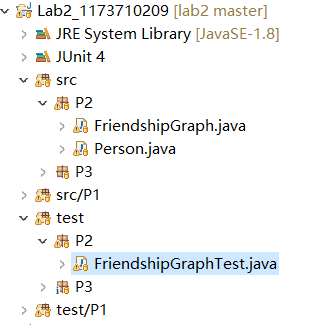 Lab2_1173710209 [lab2 master]
JRE System Library [JavaSE-1.8]
JUnit 4
src
P2
FriendshipGraph.java
Person.java
P3
src/P1
test
P2
FriendshipGraphTest.java
P3
test/P1